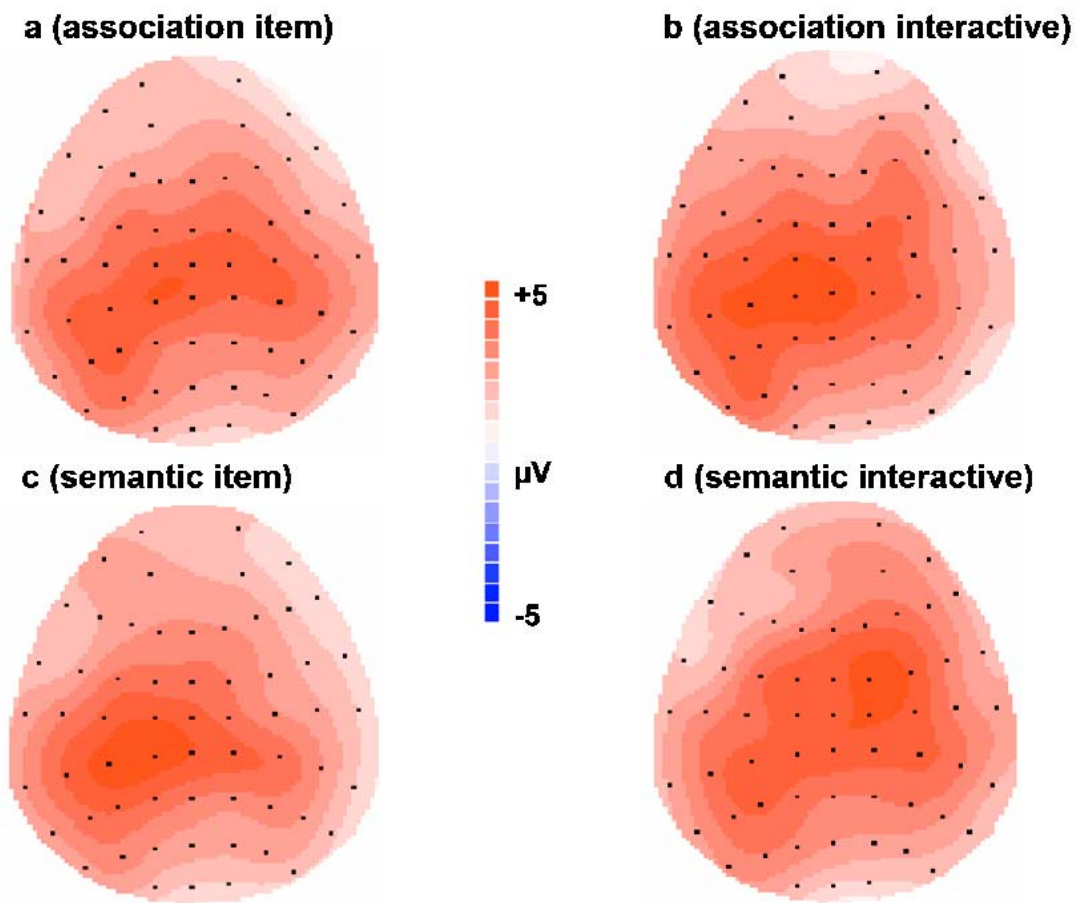 a (association item)
b (association interactive)
+5
µV
-5
c (semantic item)
d (semantic interactive)